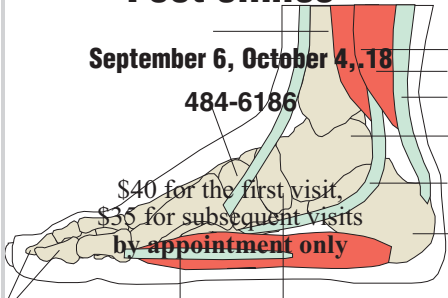 September 6, October 4,.18
484-6186
$40 for the first visit,
$35 for subsequent visits
by appointment only